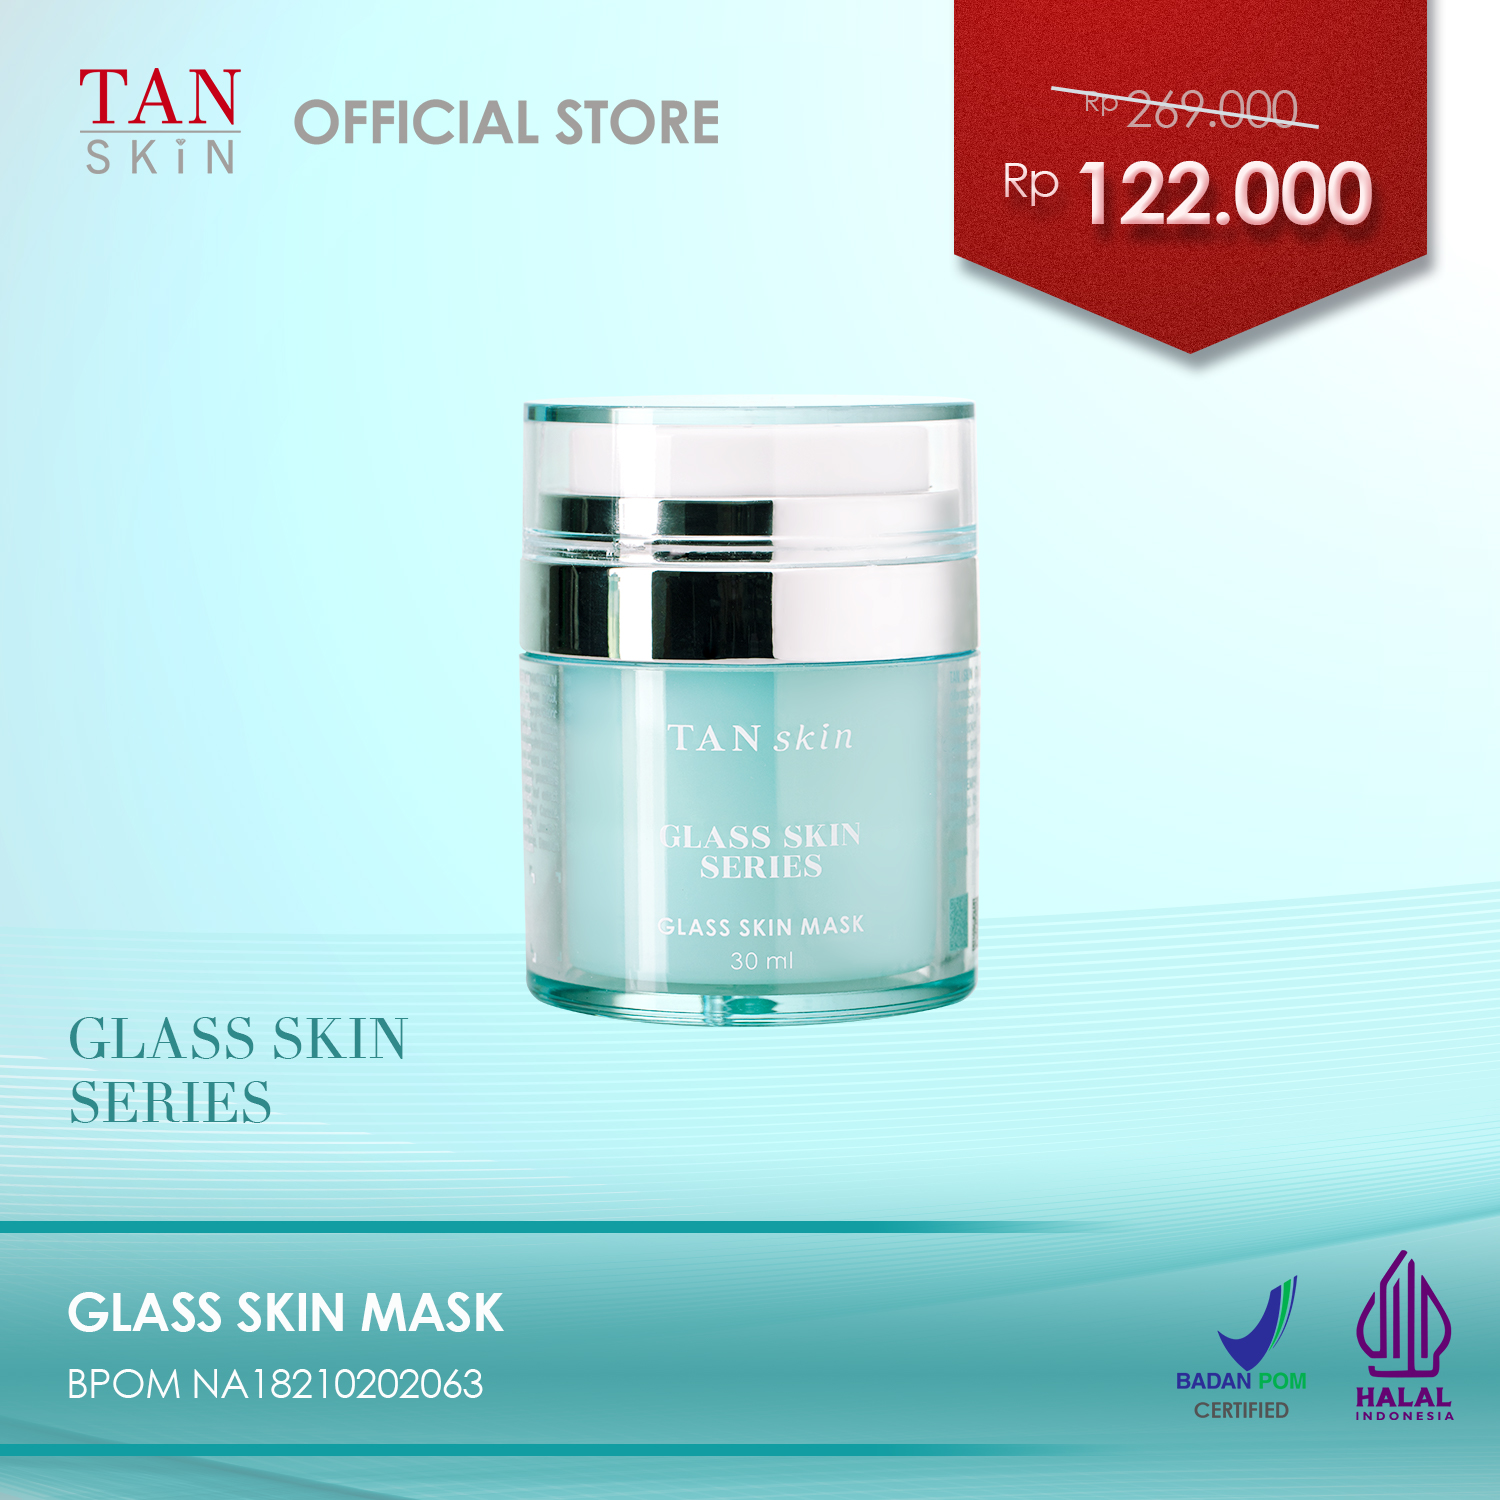 TAN
SKiN
OFFICIAL STORE
Rp 269.000
Rp 122.000
TAN skin
GLASS SKIN
SERIES
GLASS SKIN MASK
30 ml
GLASS SKIN
SERIES
GLASS SKIN MASK
BPOM NA18210202063
BADAN POM
CERTIFIED
HALAL
INDONESIA